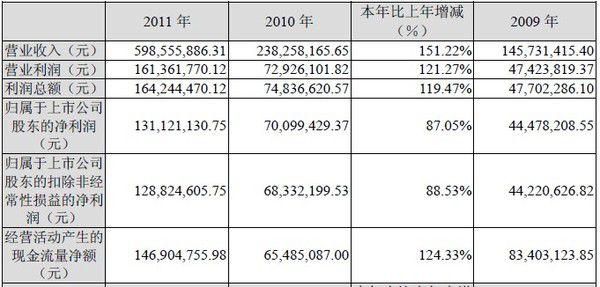 2011 年 2010 年 本年比上年增减 2009 年
（%）
营业收入（元） 598,555,886.31 238,258,165.65 151.22% 145,731,415.40
营业利润（元） 161,361,770.12 72,926,101.82 121.27% 47,423,819.37
利润总额（元） 164,244,470.12 74,836,620.57 119.47% 47,702,286.10
归属于上市公司
股东的净利润
（元） 131,121,130.75 70,099,429.37 87.05% 44,478,208.55
归属于上市公司
股东的扣除非经
常性损益的净利
润（元） 128,824,605.75 68,332,199.53 88.53% 44,220,626.82
经营活动产生的
现金流量净额
（元） 146,904,755.98 65,485,087.00 124.33% 83,403,123.85